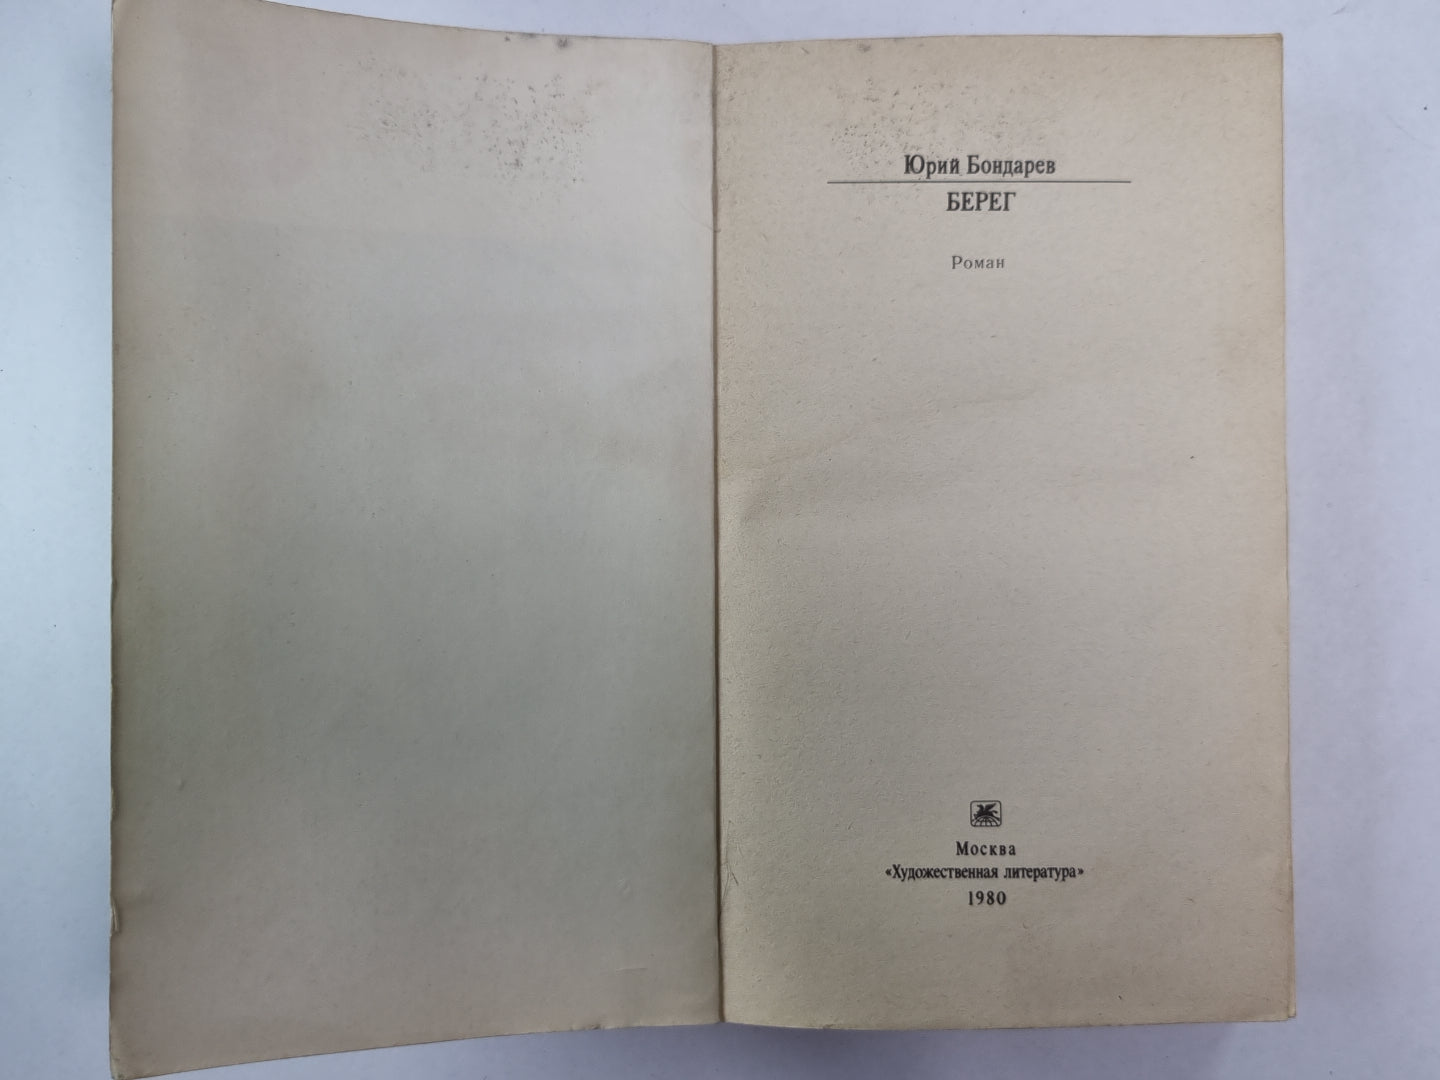 Юрий Бондарев
БЕРЕГ
Роман
Москва
«Художественная литература»
1980